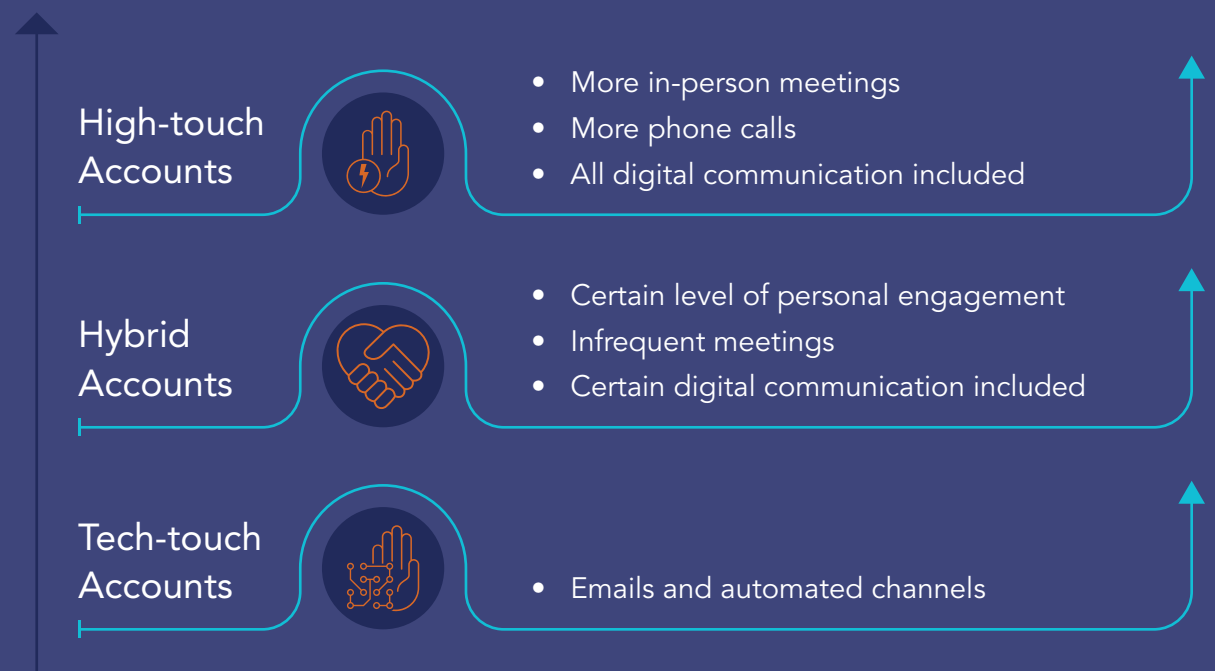 High-touch
Accounts
• More in-person meetings
• More phone calls
• All digital communication included
Hybrid
Accounts
• Certain level of personal engagement
• Infrequent meetings
• Certain digital communication included
Tech-touch
Accounts
• Emails and automated channels